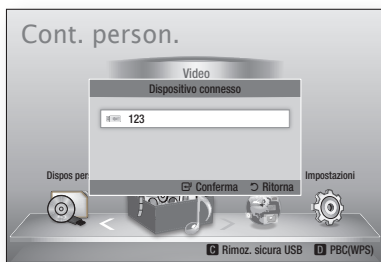 Cont. person.
Video
Dispositivo connesso
123
Dispos per
Impostazioni
Conferma Ritorna
C Rimoz. sicura USB D PBC(WPS)